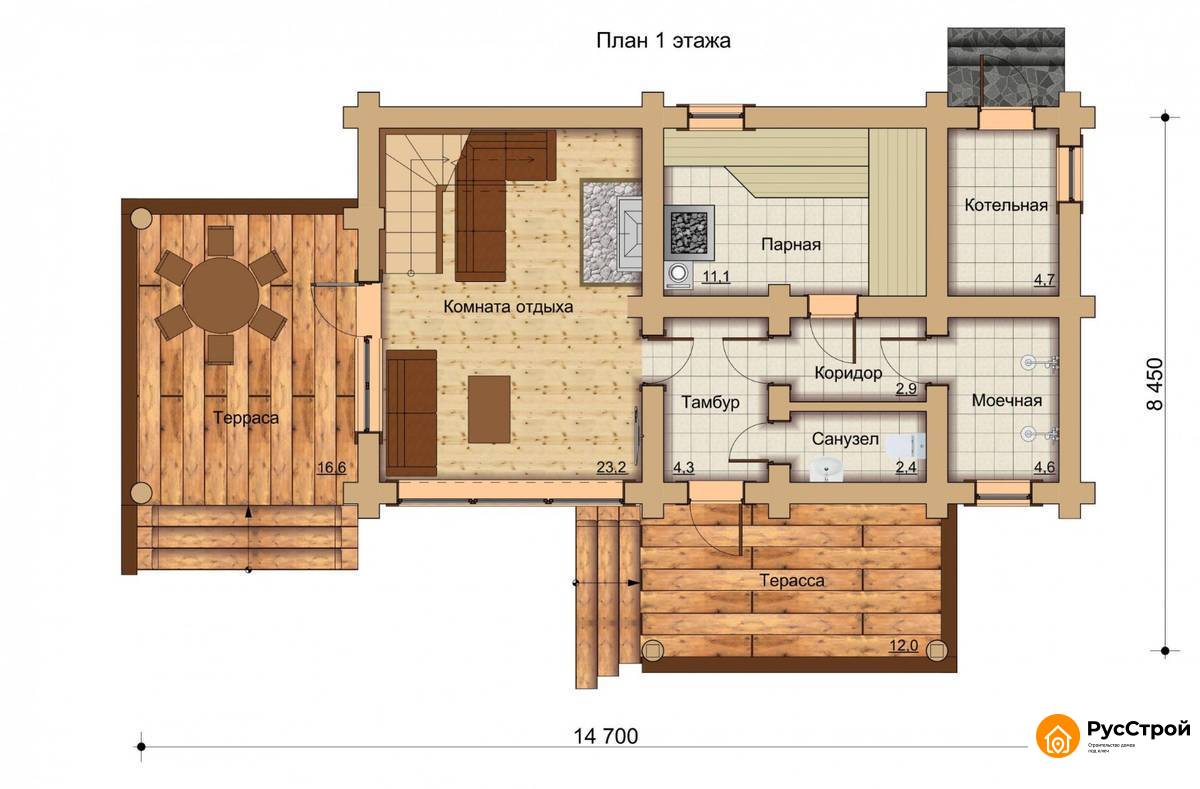 План 1 этажа
Котельная
4.7
Парная
11,1
Комната отдыха
23,2
Терраса
16,6
Коридор
2,9
Тамбур
4,3
Моечная
4,6
Санузел
2,4
Терасса
12,0
8 450
14 700
РусСтрой
Строительство домов
под ключ